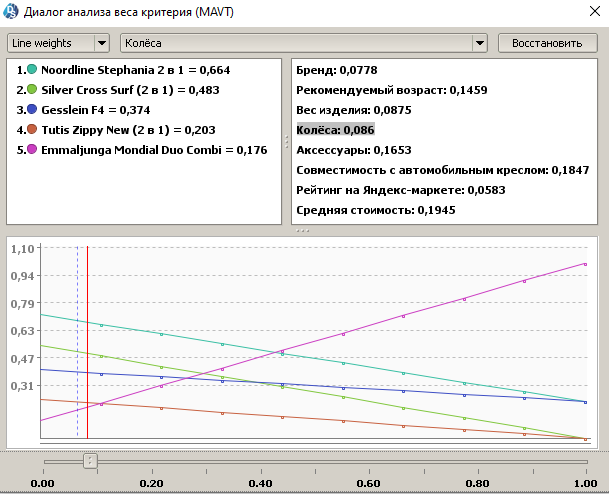 Диалог анализа веса критерия (MAVT)
Line weights
Колёса
Восстановить
1. Noordline Stephania 2 в 1 = 0,664
2. Silver Cross Surf (2 в 1) = 0,483
3. Gesslein F4 = 0,374
4. Tutis Zippy New (2 в 1) = 0,203
5. Emmaljunga Mondial Duo Combi = 0,176
Бренд: 0,0778
Рекомендуемый возраст: 0,1459
Вес изделия: 0,0875
Колёса: 0,086
Аксессуары: 0,1653
Совместимость с автомобильным креслом: 0,1847
Рейтинг на Яндекс-маркете: 0,0583
Средняя стоимость: 0,1945
1,10
0,94
0,79
0,63
0,47
0,31
0.00 0.20 0.40 0.60 0.80 1.00